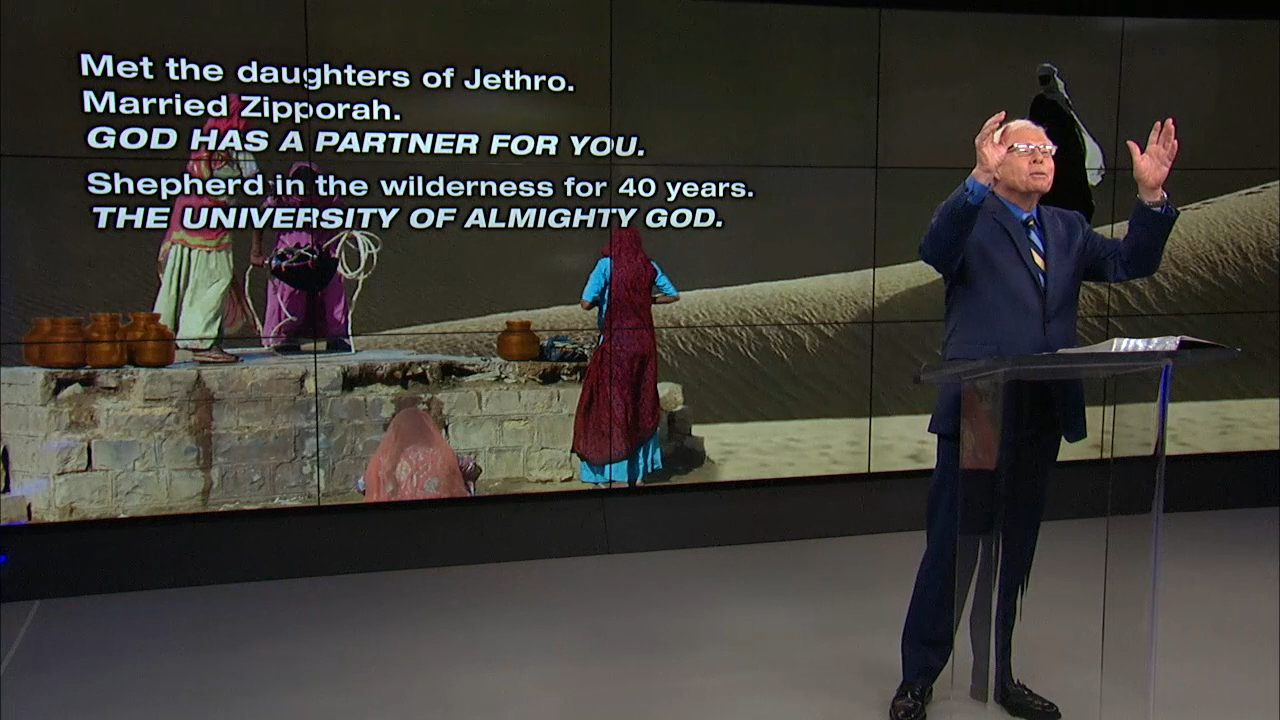 Met the daughters of Jethro.
Married Zipporah.
GOD HAS A PARTNER FOR YOU.
Shepherd in the wilderness for 40 years.
THE UNIVERSITY OF ALMIGHTY GOD.